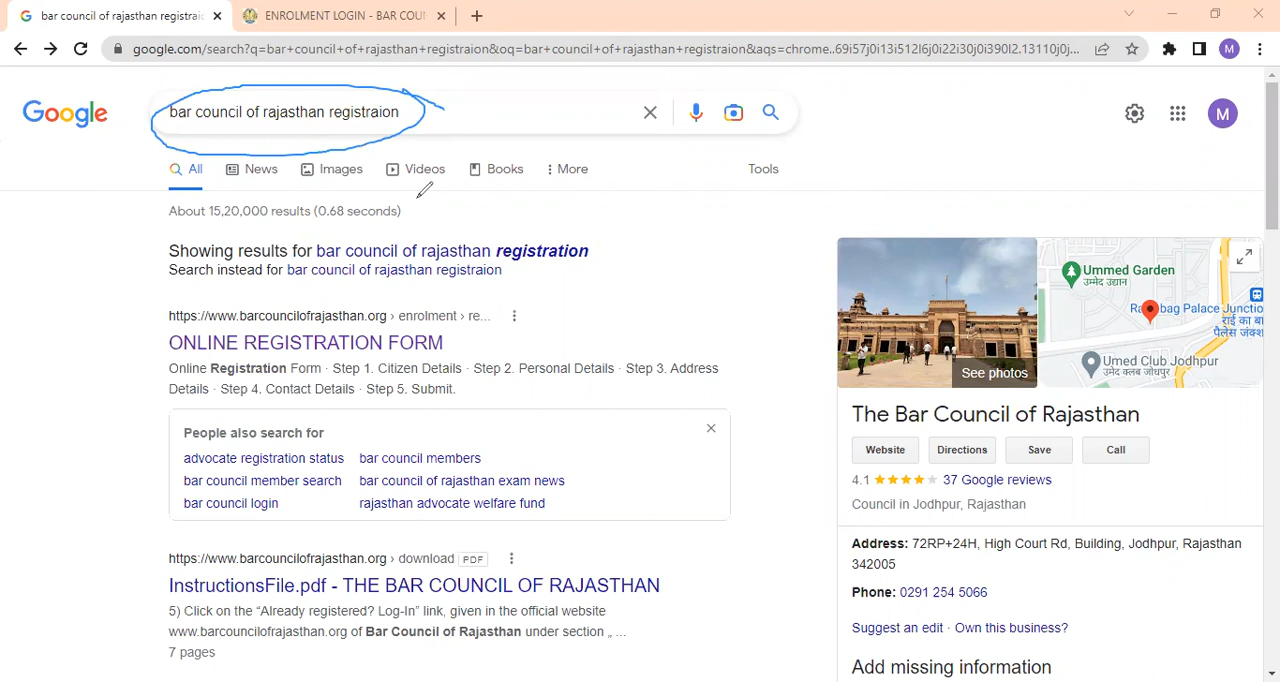 bar council of rajasthan registraic
ENROLMENT LOGIN - BAR COUN
google.com/search?q=bar+council+of+rajasthan+registraion&oq=bar+council+of+rajasthan+registraion&aqs=chrome..69i57j0i13i512l6j0i22i30j0i390l2.13110j0j...
M
Google
bar council of rajasthan registraion
M
All
News
Images
Videos
Books
More
Tools
About 15,20,000 results (0.68 seconds)
Showing results for bar council of rajasthan registration
Search instead for bar council of rajasthan registraion
https://www.barcouncilofrajasthan.org › enrolment › re...
ONLINE REGISTRATION FORM
Online Registration Form · Step 1. Citizen Details · Step 2. Personal Details · Step 3. Address
Details · Step 4. Contact Details · Step 5. Submit.
People also search for
advocate registration status
bar council members
bar council member search
bar council of rajasthan exam news
bar council login
rajasthan advocate welfare fund
https://www.barcouncilofrajasthan.org › download PDF
InstructionsFile.pdf - THE BAR COUNCIL OF RAJASTHAN
5) Click on the “Already registered? Log-In” link, given in the official website
www.barcouncilofrajasthan.org of Bar Council of Rajasthan under section „ ...
7 pages
See photos
Ummed Garden
उम्मेद उद्यान
bag Palace Junctio
राई का बा
पैलेस जंक्श
Umed Club Jodhpur
उमेद क्लब जोधपुर
The Bar Council of Rajasthan
Website
Directions
Save
Call
4.1
37 Google reviews
Council in Jodhpur, Rajasthan
Address: 72RP+24H, High Court Rd, Building, Jodhpur, Rajasthan
342005
Phone: 0291 254 5066
Suggest an edit · Own this business?
Add missing information